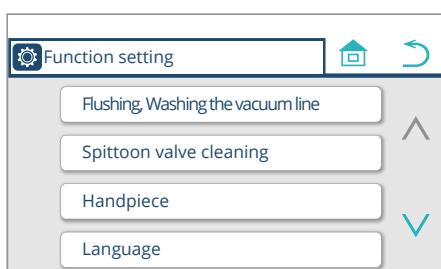 Function setting
Flushing, Washing the vacuum line
Spittoon valve cleaning
Handpiece
Language